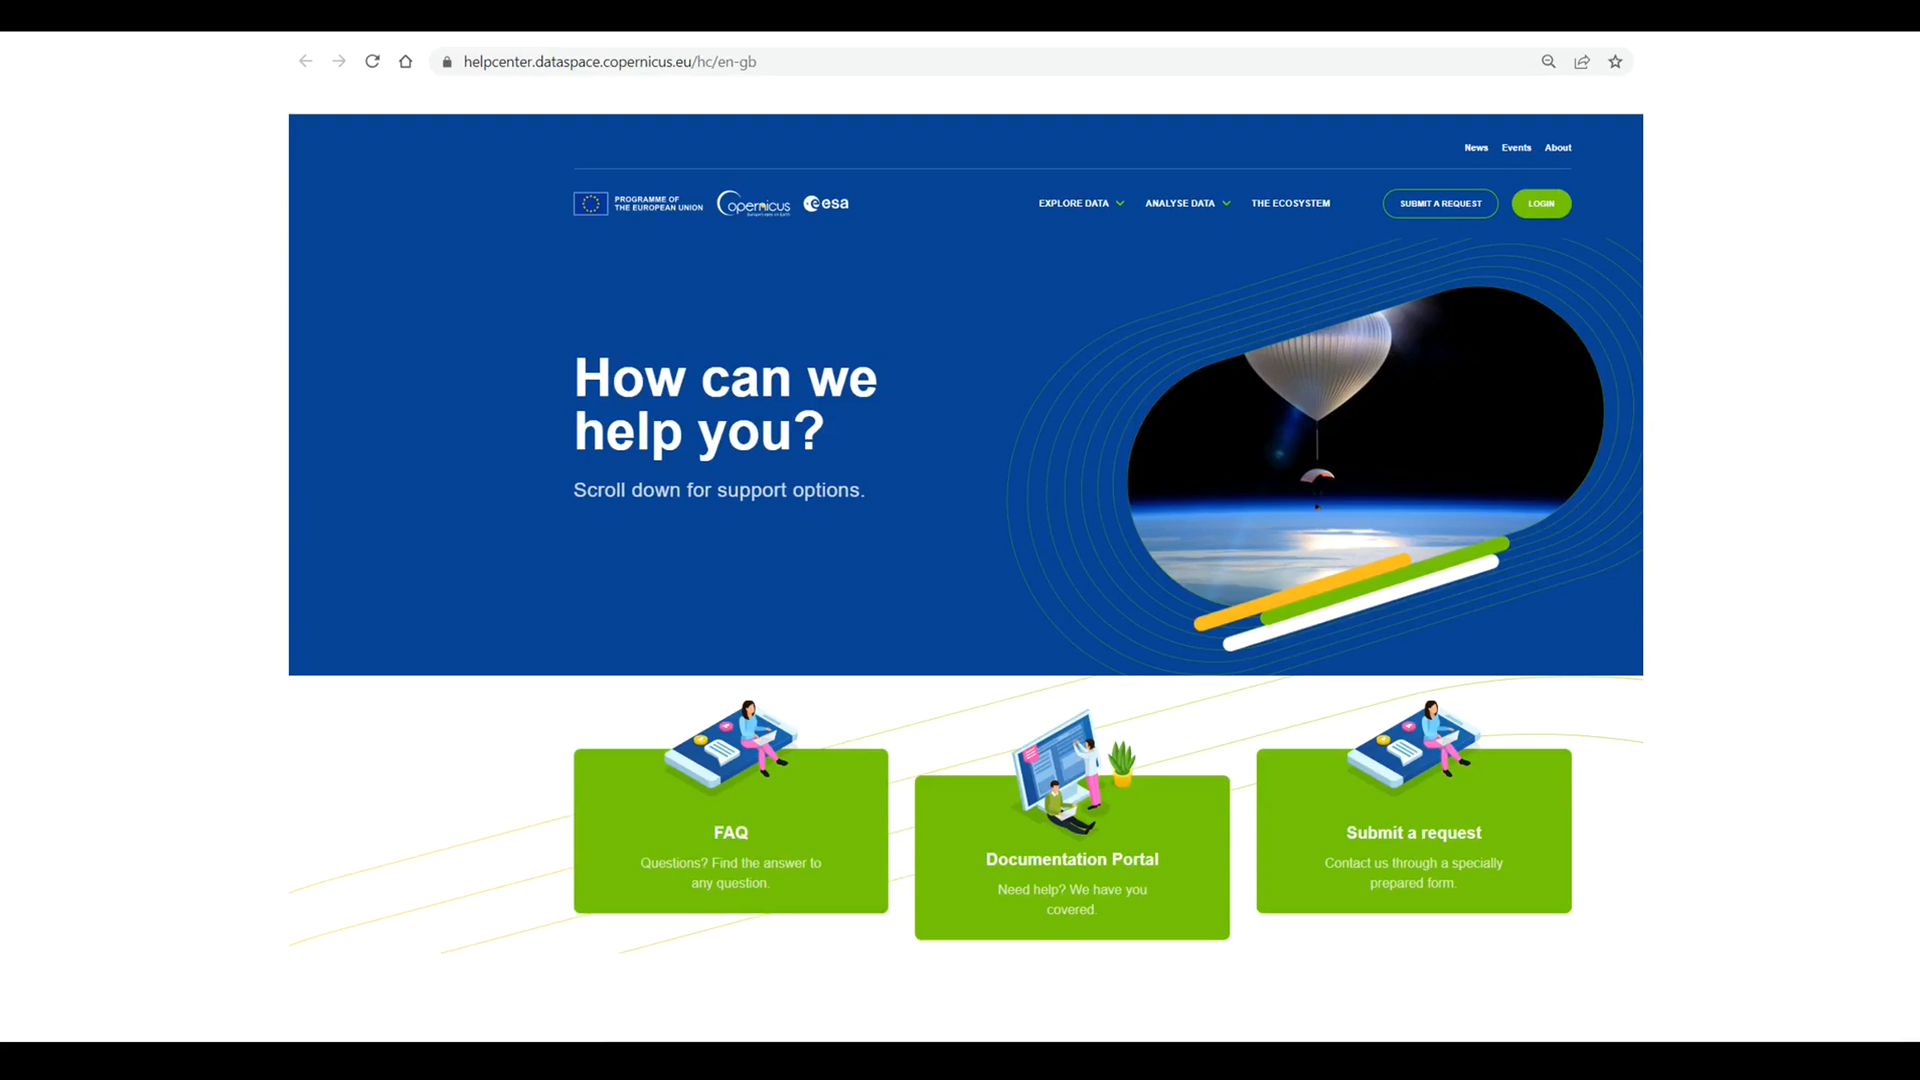 helpcenter.dataspace.copernicus.eu/hc/en-gb
News Events About
PROGRAMME OF
THE EUROPEAN UNION
Copernicus
esa
EXPLORE DATA
ANALYSE DATA
THE ECOSYSTEM
SUBMIT A REQUEST
LOGIN
How can we
help you?
Scroll down for support options.
FAQ
Questions? Find the answer to
any question.
Documentation Portal
Need help? We have you
covered.
Submit a request
Contact us through a specially
prepared form.